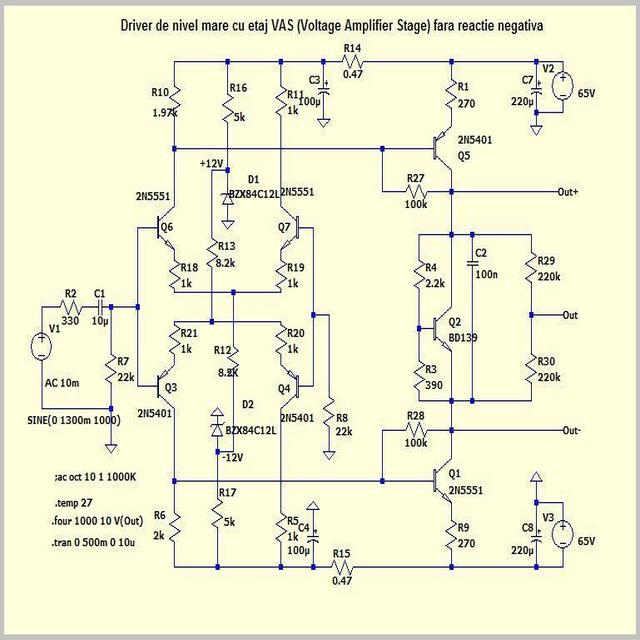 Driver de nivel mare cu etaj VAS (Voltage Amplifier Stage) fara reactie negativa
R14
0.47
V2
65V
C3
100µ
C7
220µ
R10
1.97k
R16
5k
R11
1k
R1
270
2N5401
Q5
+12V
D1
BZX84C12L
2N5551
2N5551
R27
100k
Out+
Q6
Q7
R13
8.2k
R18
1k
R19
1k
R4
2.2k
C2
100n
R29
220k
R2
330
C1
10µ
V1
AC 10m
SINE(0 1300m 1000)
R7
22k
R21
1k
R20
1k
R12
8.2K
Q2
BD139
Out
Q3
Q4
2N5401
2N5401
D2
BZX84C12L
-12V
R8
22k
R3
390
R30
220k
R28
100k
Out-
;ac oct 10 1 1000K
.temp 27
.four 1000 10 V(Out)
.tran 0 500m 0 10u
R6
2k
R17
5k
R5
1k
C4
100µ
Q1
2N5551
R9
270
C8
220µ
V3
65V
R15
0.47